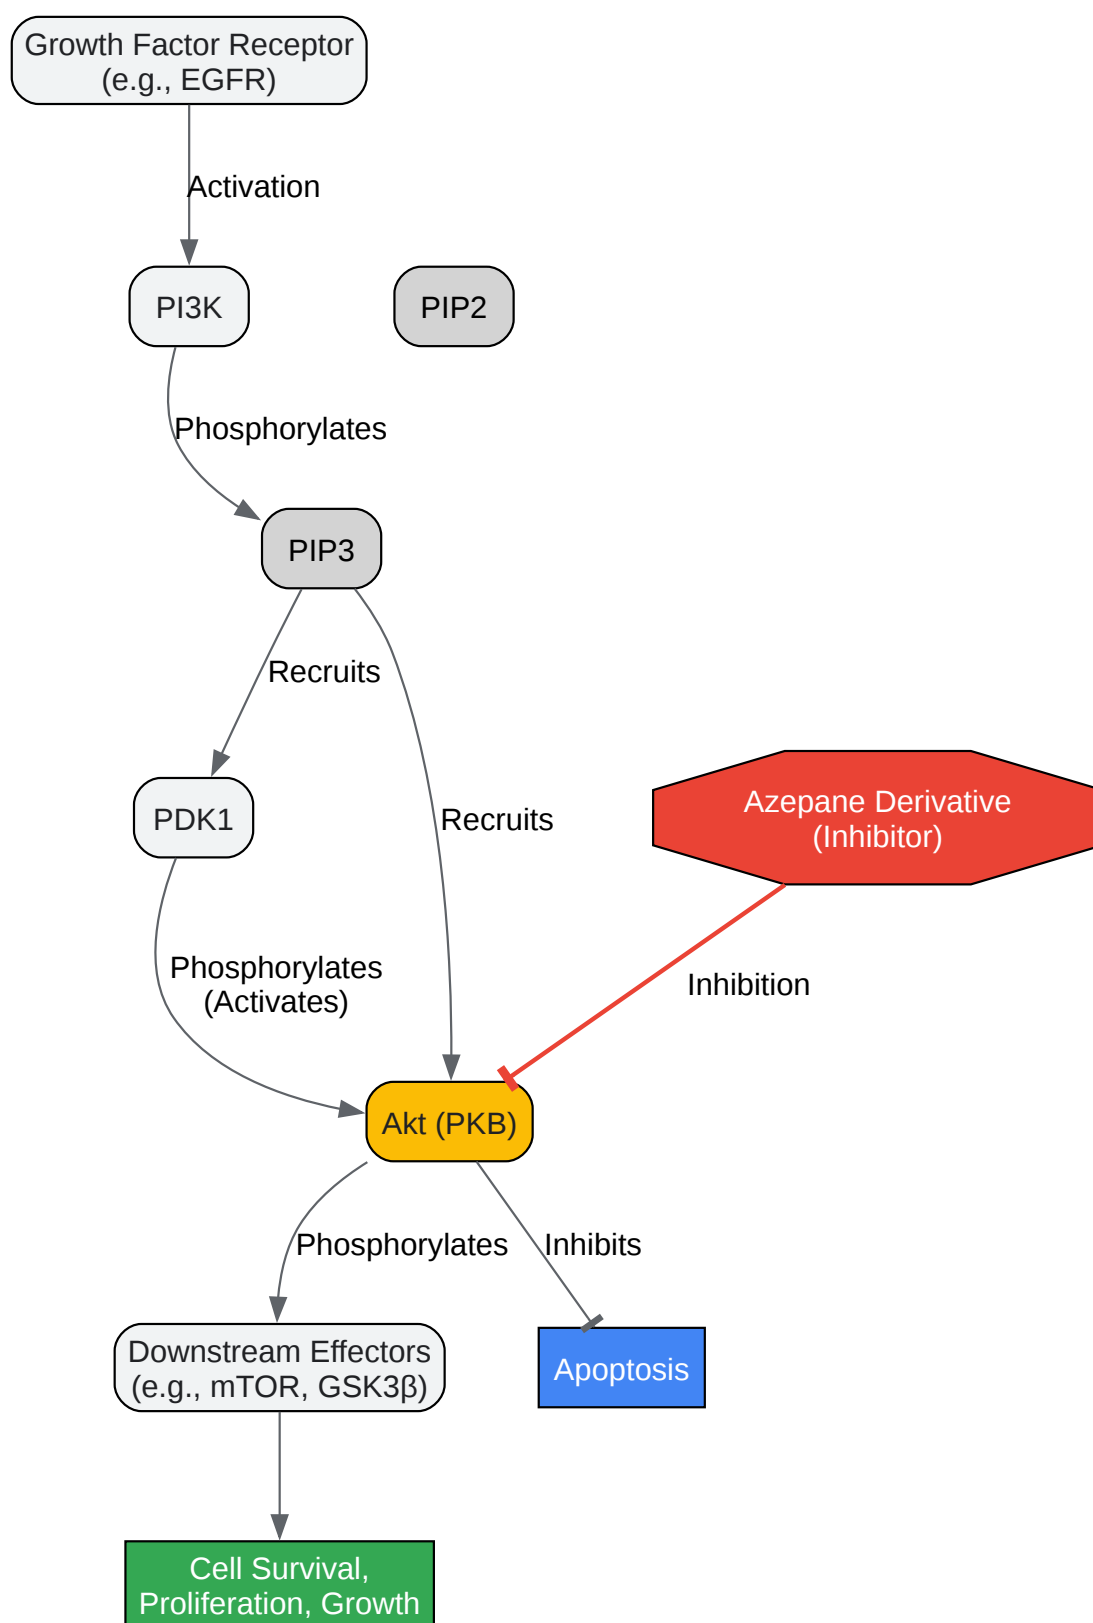 Growth Factor Receptor
(e.g., EGFR)
Activation
PI3K
PIP2
Phosphorylates
PIP3
Recruits
PDK1
Recruits
Azepane Derivative
(Inhibitor)
Phosphorylates
(Activates)
Inhibition
Akt (PKB)
Phosphorylates
Inhibits
Downstream Effectors
(e.g., mTOR, GSK3β)
Apoptosis
Cell Survival,
Proliferation, Growth